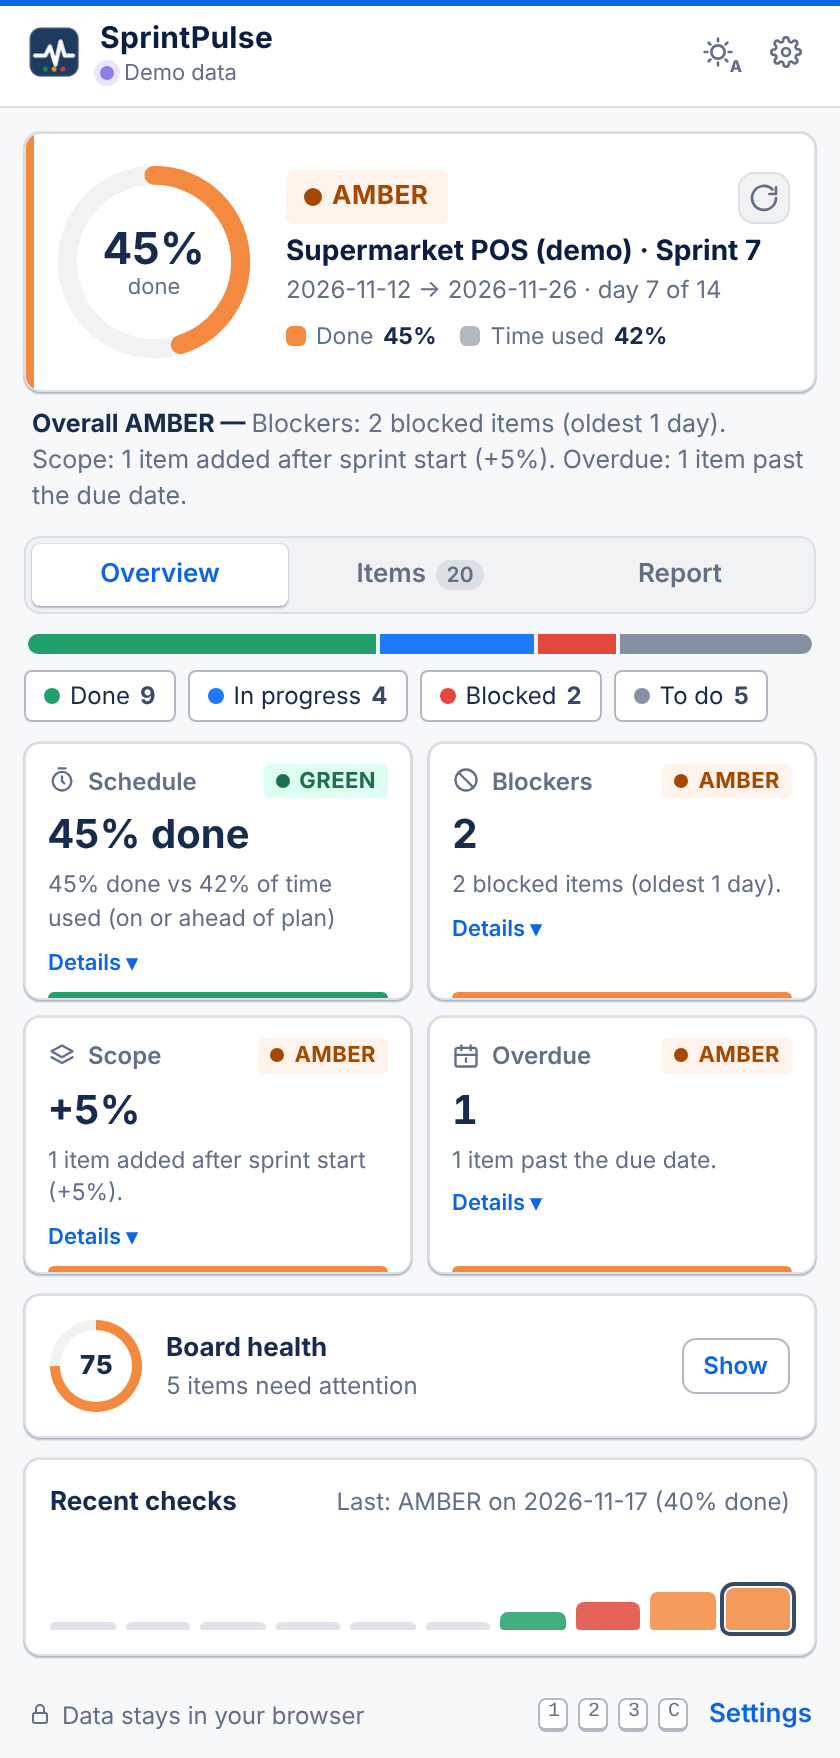 SprintPulse
Demo data
A
45%
done
AMBER
Supermarket POS (demo) · Sprint 7
2026-11-12 → 2026-11-26 · day 7 of 14
Done 45% Time used 42%
Overall AMBER — Blockers: 2 blocked items (oldest 1 day).
Scope: 1 item added after sprint start (+5%). Overdue: 1 item past
the due date.
Overview Items 20 Report
Done 9 In progress 4 Blocked 2 To do 5
Schedule GREEN
45% done
45% done vs 42% of time
used (on or ahead of plan)
Details ▾
Blockers AMBER
2
2 blocked items (oldest 1 day).
Details ▾
Scope AMBER
+5%
1 item added after sprint start
(+5%).
Details ▾
Overdue AMBER
1
1 item past the due date.
Details ▾
75
Board health
5 items need attention
Show
Recent checks Last: AMBER on 2026-11-17 (40% done)
Data stays in your browser 1 2 3 C Settings